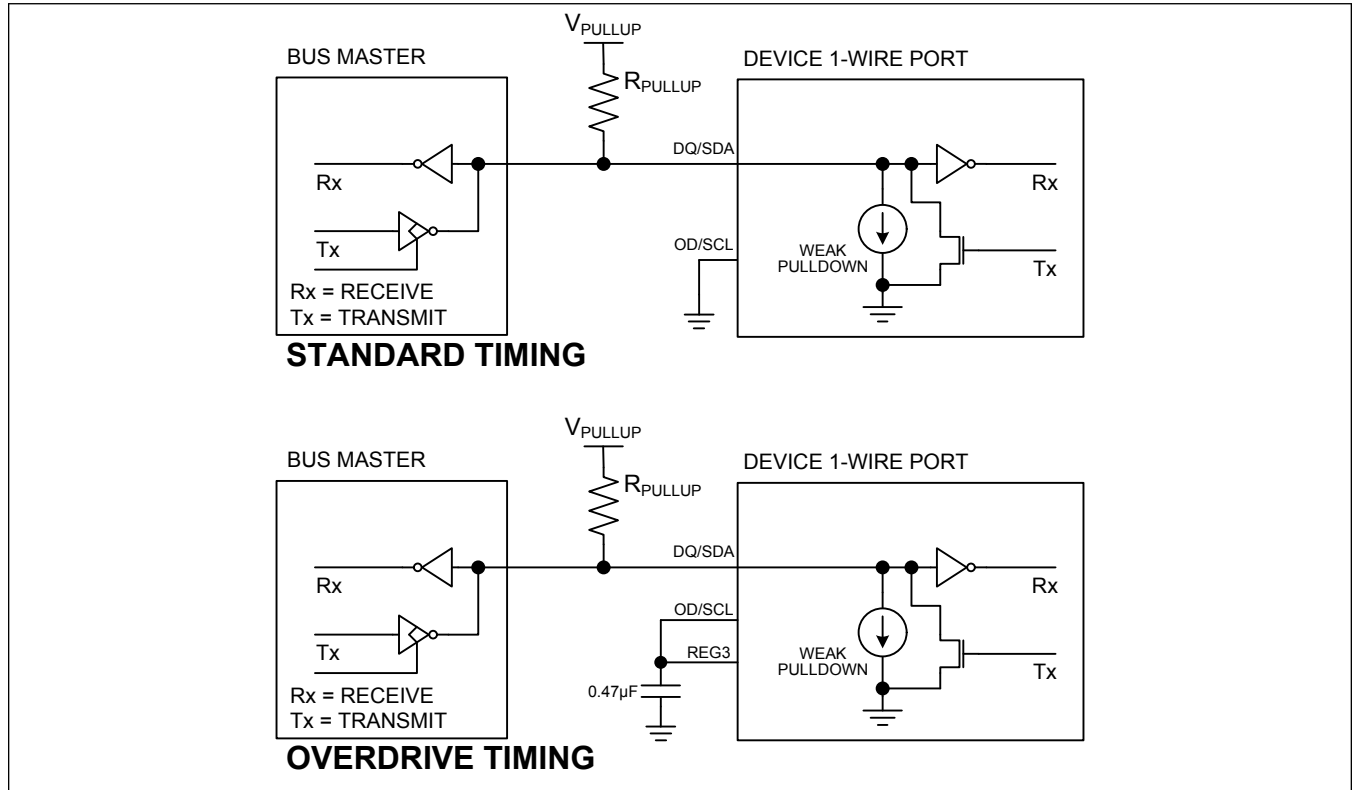 VPULLUP
BUS MASTER
DEVICE 1-WIRE PORT
RPULLUP
DQ/SDA
Rx
Rx
Tx
OD/SCL
WEAK
PULLDOWN
Tx
Rx = RECEIVE
Tx = TRANSMIT
STANDARD TIMING
VPULLUP
BUS MASTER
DEVICE 1-WIRE PORT
RPULLUP
DQ/SDA
Rx
Rx
OD/SCL
Tx
REG3
WEAK
PULLDOWN
Tx
0.47µF
Rx = RECEIVE
Tx = TRANSMIT
OVERDRIVE TIMING